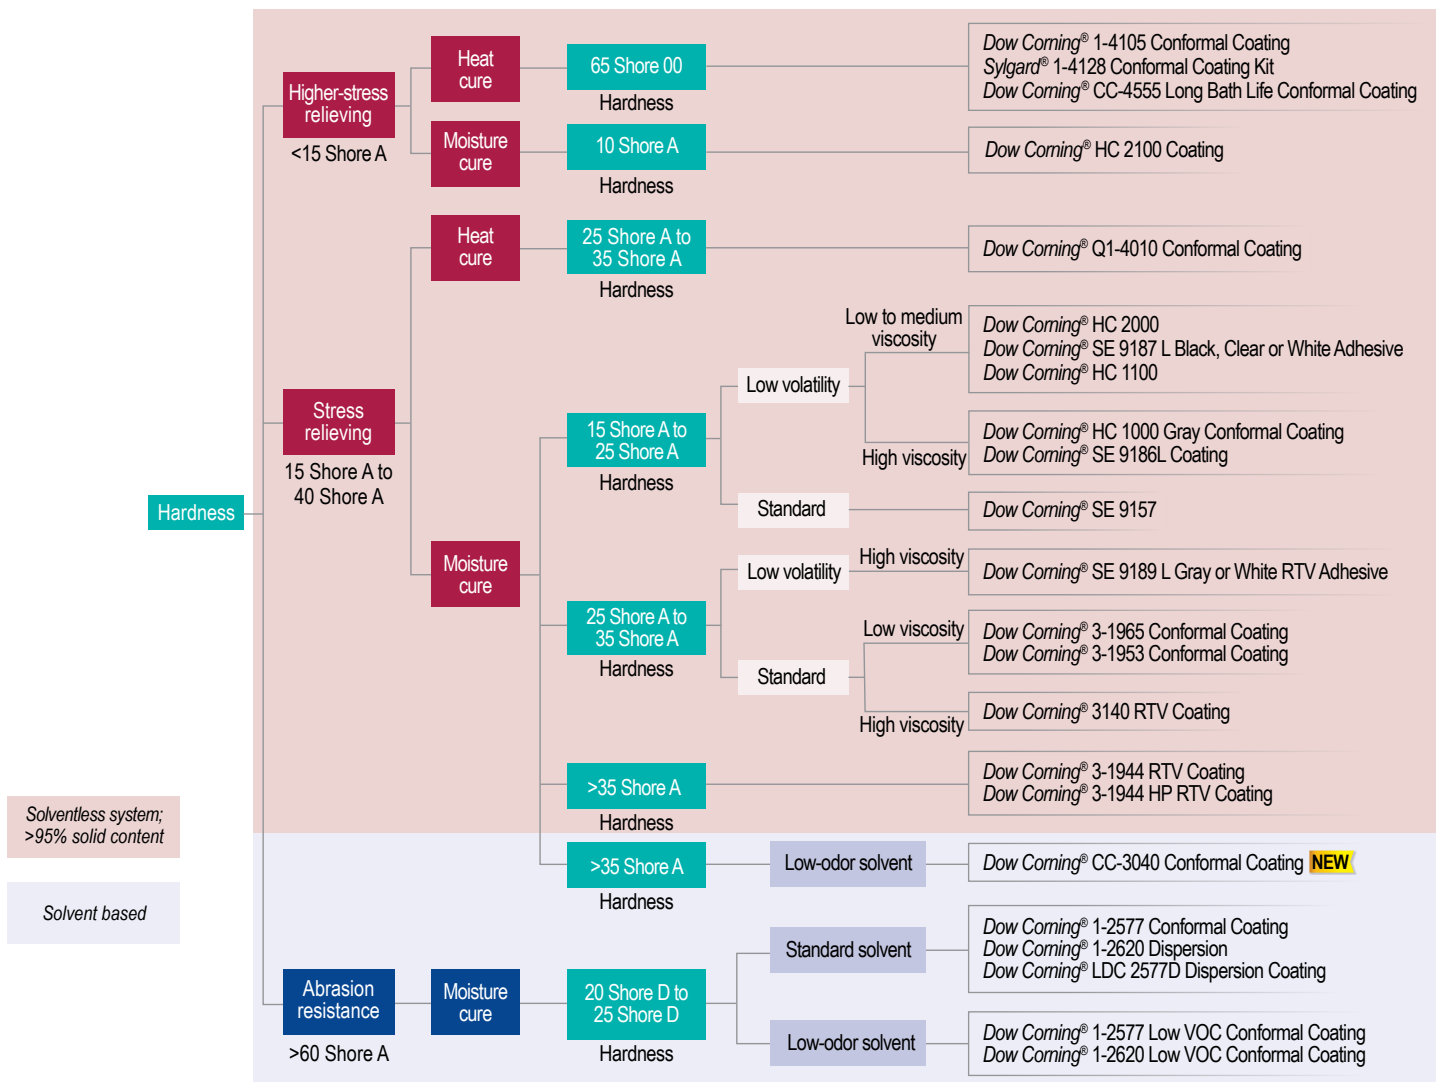 Hardness
Higher-stress
relieving
<15 Shore A
Heat
cure
65 Shore 00
Hardness
Dow Corning® 1-4105 Conformal Coating
Sylgard® 1-4128 Conformal Coating Kit
Dow Corning® CC-4555 Long Bath Life Conformal Coating
Moisture
cure
10 Shore A
Hardness
Dow Corning® HC 2100 Coating
Stress
relieving
15 Shore A to
40 Shore A
Heat
cure
25 Shore A to
35 Shore A
Hardness
Dow Corning® Q1-4010 Conformal Coating
Moisture
cure
15 Shore A to
25 Shore A
Hardness
Low volatility
Low to medium
viscosity
Dow Corning® HC 2000
Dow Corning® SE 9187 L Black, Clear or White Adhesive
Dow Corning® HC 1100
High viscosity
Dow Corning® HC 1000 Gray Conformal Coating
Dow Corning® SE 9186L Coating
Standard
Dow Corning® SE 9157
25 Shore A to
35 Shore A
Hardness
Low volatility
High viscosity
Dow Corning® SE 9189 L Gray or White RTV Adhesive
Standard
Low viscosity
Dow Corning® 3-1965 Conformal Coating
Dow Corning® 3-1953 Conformal Coating
High viscosity
Dow Corning® 3140 RTV Coating
>35 Shore A
Hardness
Dow Corning® 3-1944 RTV Coating
Dow Corning® 3-1944 HP RTV Coating
>35 Shore A
Hardness
Low-odor solvent
Dow Corning® CC-3040 Conformal Coating NEW
Abrasion
resistance
>60 Shore A
Moisture
cure
20 Shore D to
25 Shore D
Hardness
Standard solvent
Dow Corning® 1-2577 Conformal Coating
Dow Corning® 1-2620 Dispersion
Dow Corning® LDC 2577D Dispersion Coating
Low-odor solvent
Dow Corning® 1-2577 Low VOC Conformal Coating
Dow Corning® 1-2620 Low VOC Conformal Coating
Solventless system;
>95% solid content
Solvent based